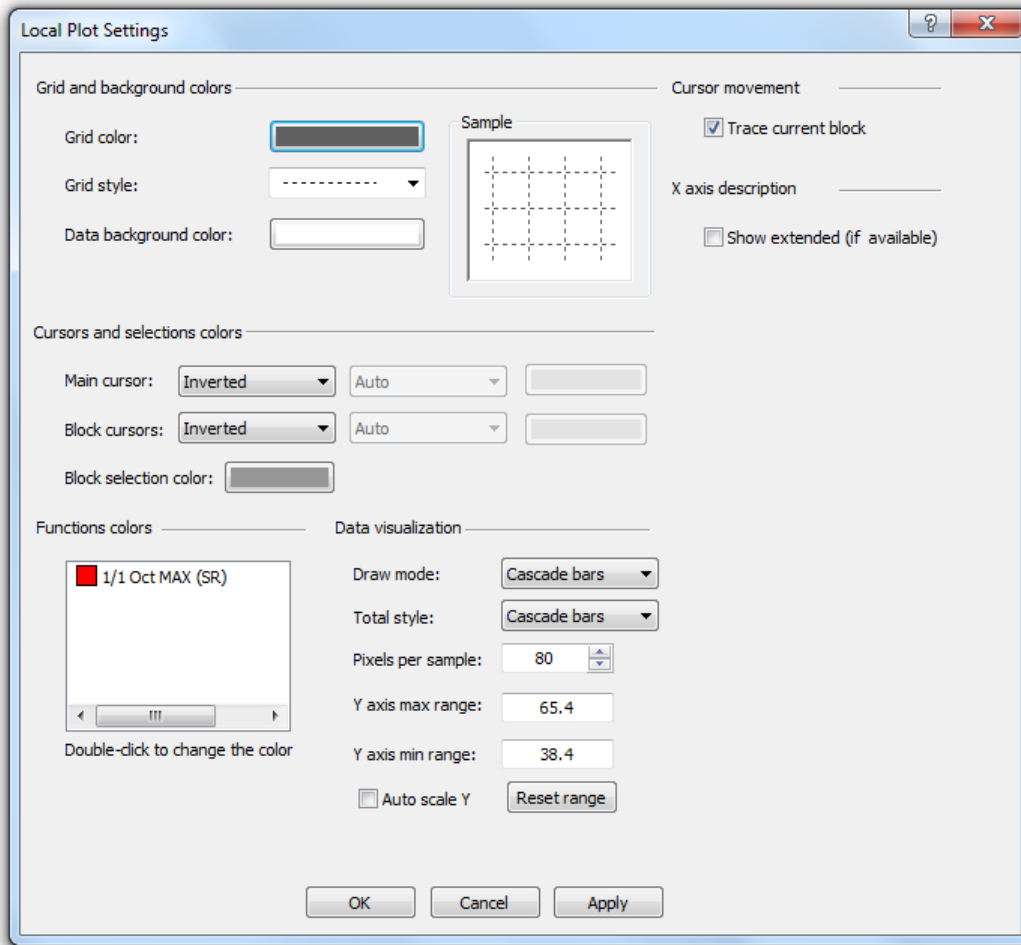 Local Plot Settings
?
Grid and background colors
Grid color:
Grid style:
Data background color:
Sample
Cursor movement
Trace current block
X axis description
Show extended (if available)
Cursors and selections colors
Main cursor: Inverted Auto
Block cursors: Inverted Auto
Block selection color:
Functions colors
1/1 Oct MAX (SR)
Double-click to change the color
Data visualization
Draw mode: Cascade bars
Total style: Cascade bars
Pixels per sample: 80
Y axis max range: 65.4
Y axis min range: 38.4
Auto scale Y Reset range
OK Cancel Apply